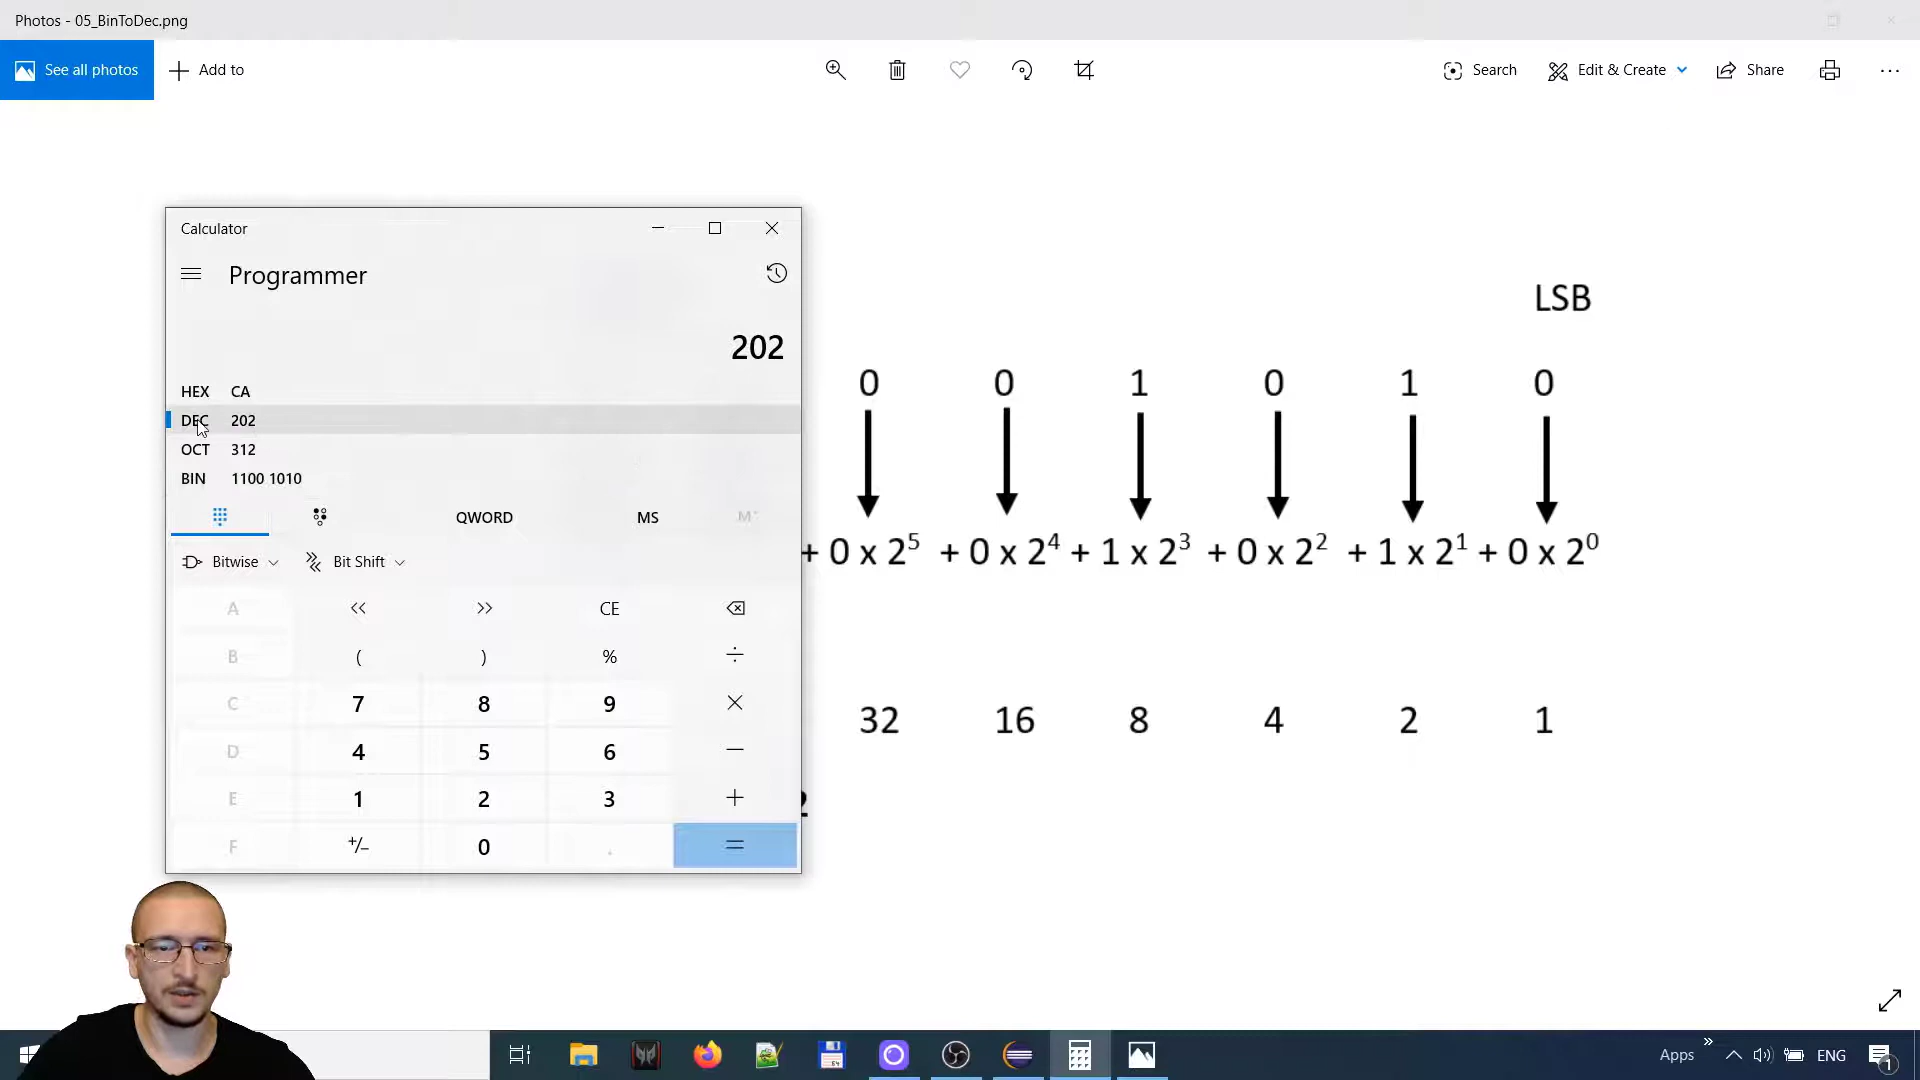 Photos - 05_BinToDec.png
See all photos
Add to
Search
Edit & Create
Share
Calculator
Programmer
202
HEX CA
DEC 202
OCT 312
BIN 1100 1010
QWORD MS M˅
Bitwise Bit Shift
A << >> CE
B ( ) % ÷
C 7 8 9 ×
D 4 5 6 −
E 1 2 3 +
F +/− 0 . =
LSB
0 0 1 0 1 0
+ 0 x 2⁵ + 0 x 2⁴ + 1 x 2³ + 0 x 2² + 1 x 2¹ + 0 x 2⁰
32 16 8 4 2 1
2
64
Apps » ENG 1